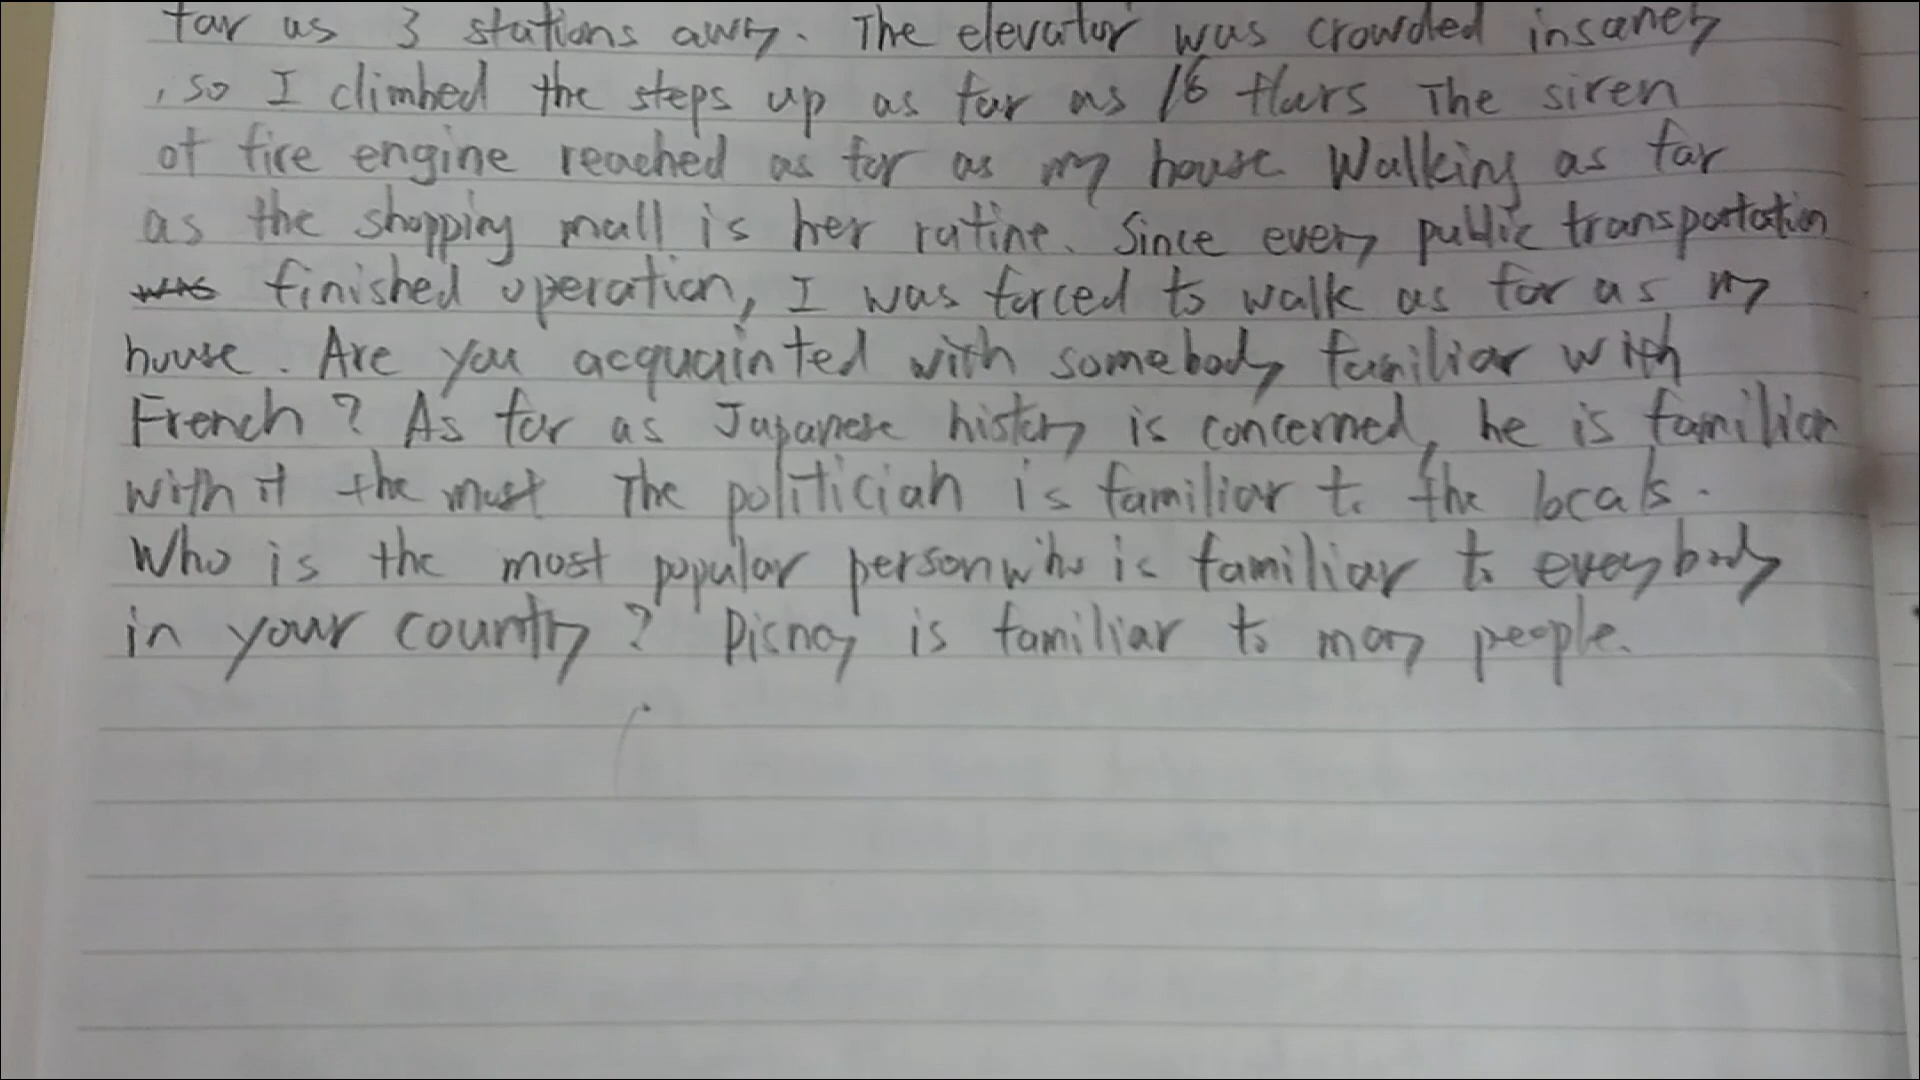 far as 3 stations away. The elevator was crowded insanely
, so I climbed the steps up as far as 16 floors The siren
of fire engine reached as far as my house Walking as far
as the shopping mall is her ratine. Since every public transportation
was finished operation, I was forced to walk as far as my
house. Are you acquainted with somebody familiar with
French? As far as Japanese history is concerned, he is familiar
with it the most The politician is familiar to the locals.
Who is the most popular person who is familiar to everybody
in your country? Disney is familiar to many people.